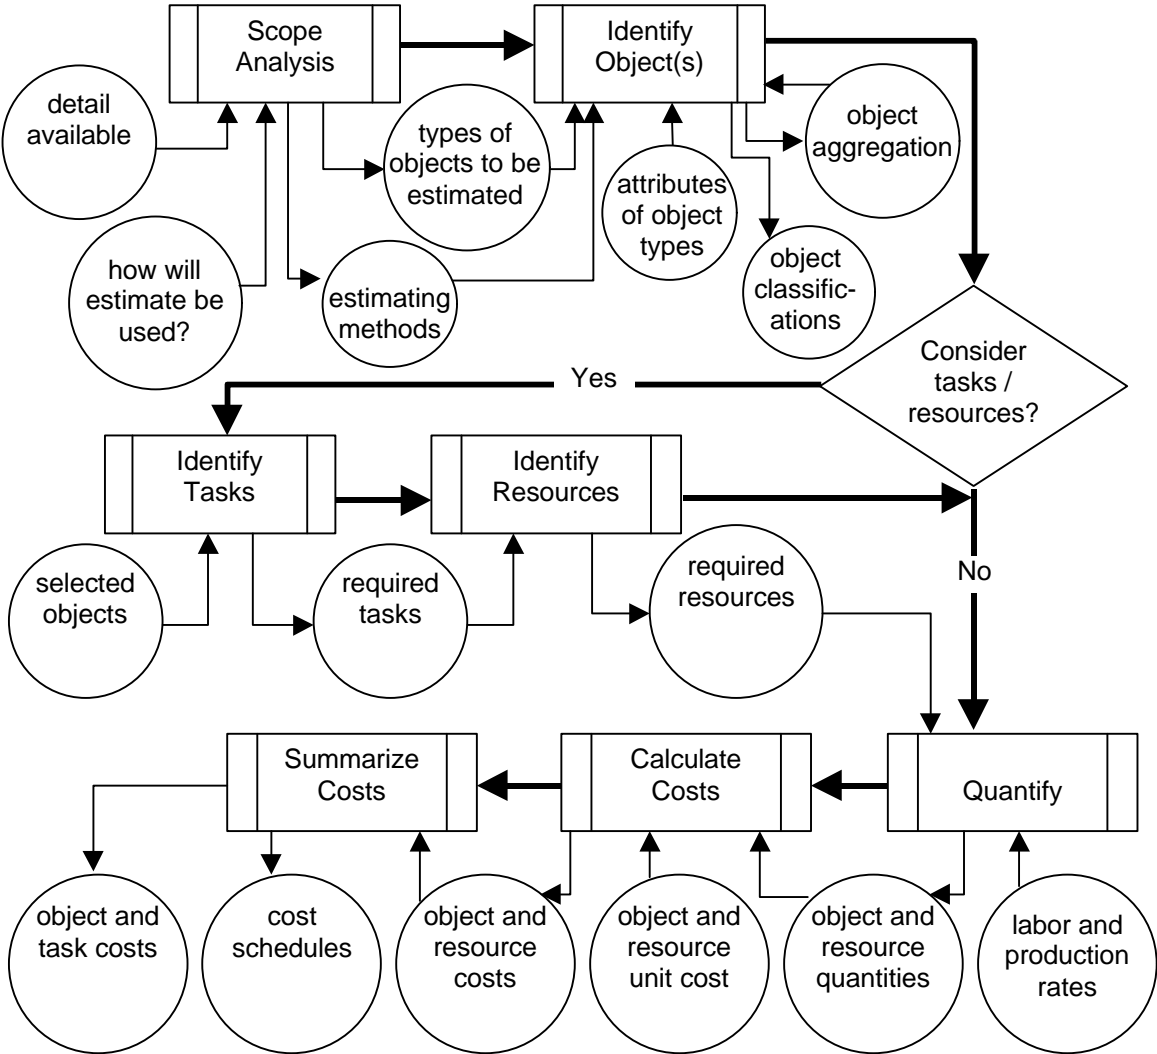 Scope
Analysis
Identify
Object(s)
detail
available
types of
objects to be
estimated
object
aggregation
attributes
of object
types
how will
estimate be
used?
estimating
methods
object
classific-
ations
Consider
tasks /
resources?
Yes
Identify
Tasks
Identify
Resources
selected
objects
required
tasks
required
resources
No
Summarize
Costs
Calculate
Costs
Quantify
object and
task costs
cost
schedules
object and
resource
costs
object and
resource
unit cost
object and
resource
quantities
labor and
production
rates